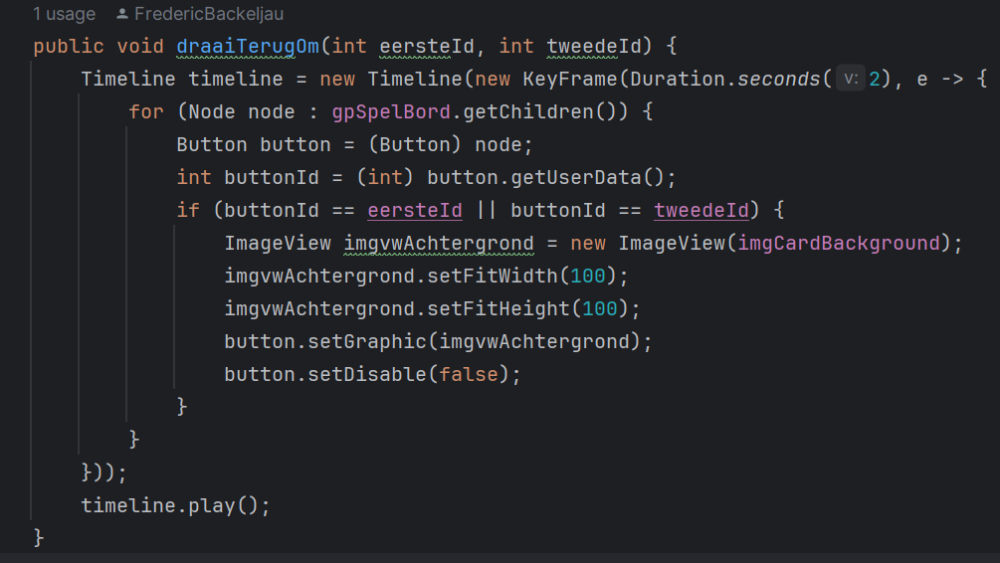 1 usage FredericBackeljau
public void draaiTerugOm(int eersteId, int tweedeId) {
    Timeline timeline = new Timeline(new KeyFrame(Duration.seconds( v: 2), e -> {
        for (Node node : gpSpelBord.getChildren()) {
            Button button = (Button) node;
            int buttonId = (int) button.getUserData();
            if (buttonId == eersteId || buttonId == tweedeId) {
                ImageView imgvwAchtergrond = new ImageView(imgCardBackground);
                imgvwAchtergrond.setFitWidth(100);
                imgvwAchtergrond.setFitHeight(100);
                button.setGraphic(imgvwAchtergrond);
                button.setDisable(false);
            }
        }
    }));
    timeline.play();
}